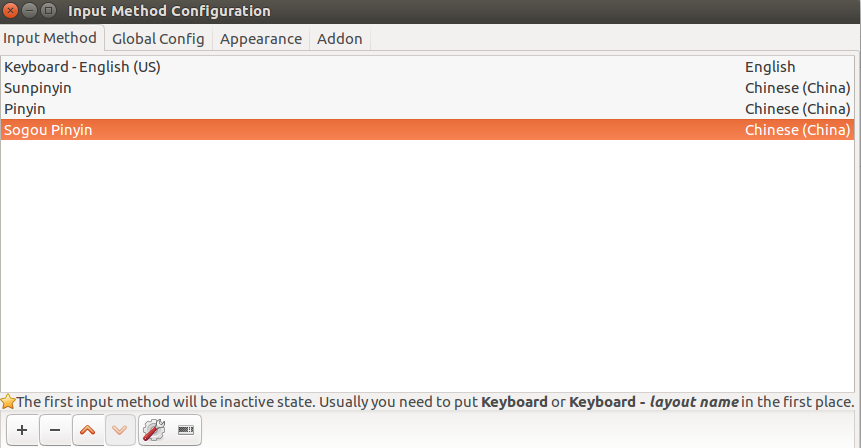 Input Method Configuration
Input Method Global Config Appearance Addon
Keyboard - English (US) English
Sunpinyin Chinese (China)
Pinyin Chinese (China)
Sogou Pinyin Chinese (China)
The first input method will be inactive state. Usually you need to put Keyboard or Keyboard - layout name in the first place.